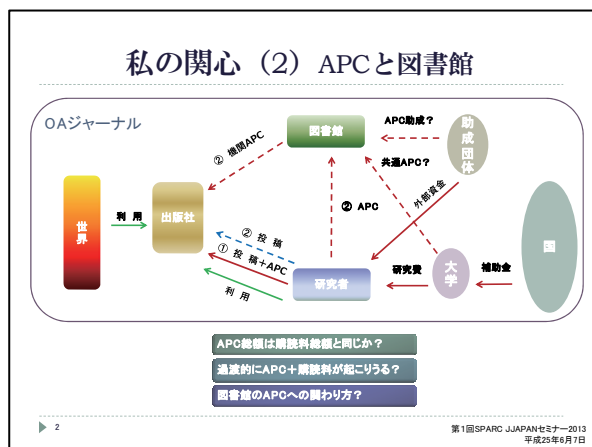 私の関心（2）APCと図書館
OAジャーナル
図書館
APC助成？
助成団体
② 機関APC
共通APC？
外部資金
世界
利用
出版社
② APC
国
② 投稿
① 投稿＋APC
利用
研究者
研究費
大学
補助金
APC総額は購読料総額と同じか？
過渡的にAPC＋購読料が起こりうる？
図書館のAPCへの関わり方？
2
第1回SPARC JJAPANセミナー2013
平成25年6月7日